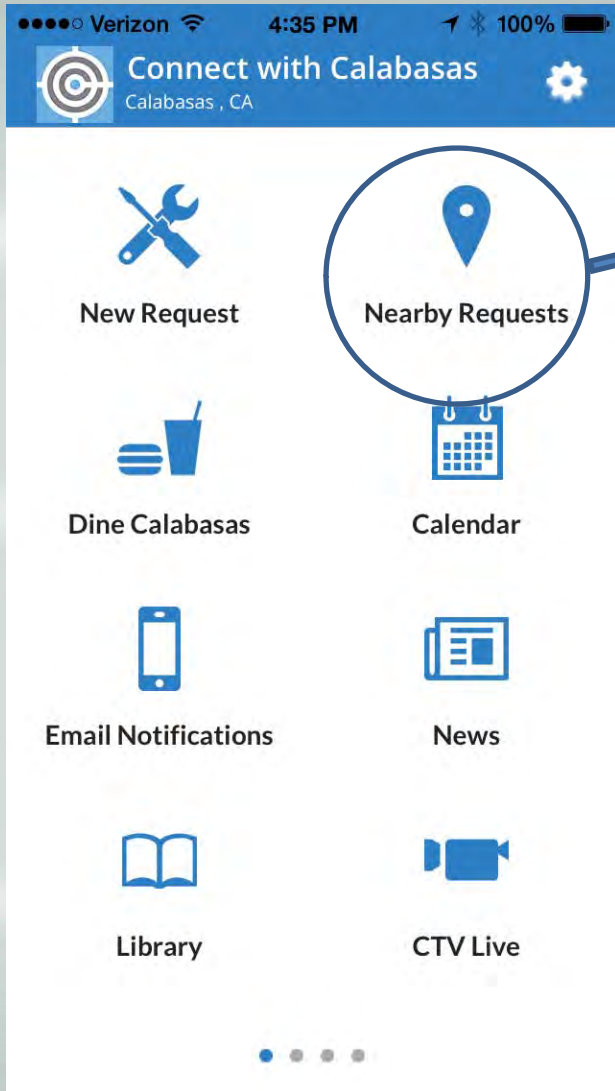 Verizon 4:35 PM 100%
Connect with Calabasas
Calabasas , CA
New Request Nearby Requests
Dine Calabasas Calendar
Email Notifications News
Library CTV Live